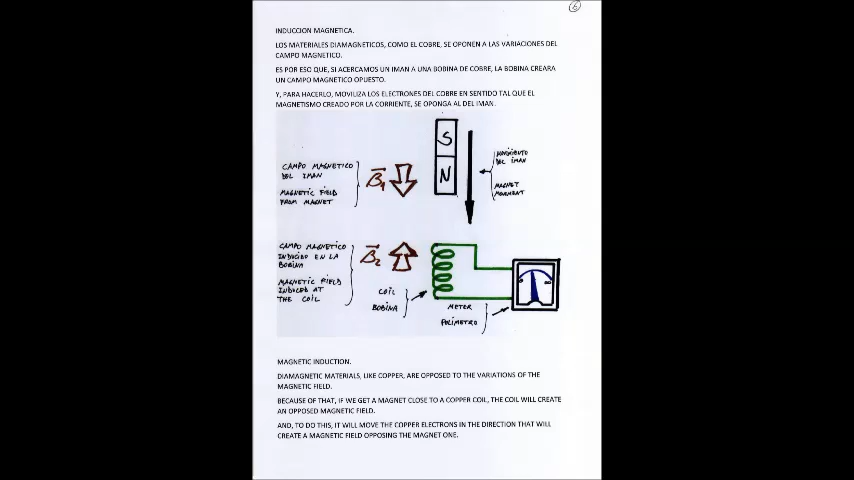 6
INDUCCION MAGNETICA.
LOS MATERIALES DIAMAGNETICOS, COMO EL COBRE, SE OPONEN A LAS VARIACIONES DEL
CAMPO MAGNETICO.
ES POR ESO QUE, SI ACERCAMOS UN IMAN A UNA BOBINA DE COBRE, LA BOBINA CREARA
UN CAMPO MAGNETICO OPUESTO.
Y, PARA HACERLO, MOVILIZA LOS ELECTRONES DEL COBRE EN SENTIDO TAL QUE EL
MAGNETISMO CREADO POR LA CORRIENTE, SE OPONGA AL DEL IMAN.
S
N
CAMPO MAGNETICO
DEL IMAN
MAGNETIC FIELD
FROM MAGNET
B1
MOVIMIENTO
DEL IMAN
MAGNET
MOVEMENT
CAMPO MAGNETICO
INDUCIDO EN LA
BOBINA
MAGNETIC FIELD
INDUCED AT
THE COIL
B2
COIL
BOBINA
METER
POLIMETRO
MAGNETIC INDUCTION.
DIAMAGNETIC MATERIALS, LIKE COPPER, ARE OPPOSED TO THE VARIATIONS OF THE
MAGNETIC FIELD.
BECAUSE OF THAT, IF WE GET A MAGNET CLOSE TO A COPPER COIL, THE COIL WILL CREATE
AN OPPOSED MAGNETIC FIELD.
AND, TO DO THIS, IT WILL MOVE THE COPPER ELECTRONS IN THE DIRECTION THAT WILL
CREATE A MAGNETIC FIELD OPPOSING THE MAGNET ONE.